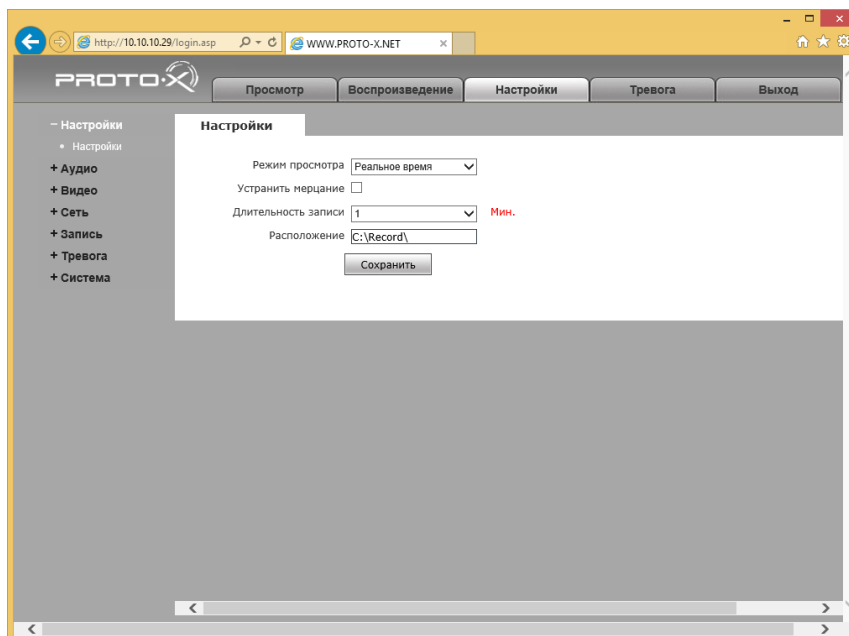 http://10.10.10.29/login.asp
WWW.PROTO-X.NET
PROTO-X
Просмотр
Воспроизведение
Настройки
Тревога
Выход
− Настройки
• Настройки
+ Аудио
+ Видео
+ Сеть
+ Запись
+ Тревога
+ Система
Настройки
Режим просмотра Реальное время
Устранить мерцание
Длительность записи 1 Мин.
Расположение C:\Record\
Сохранить